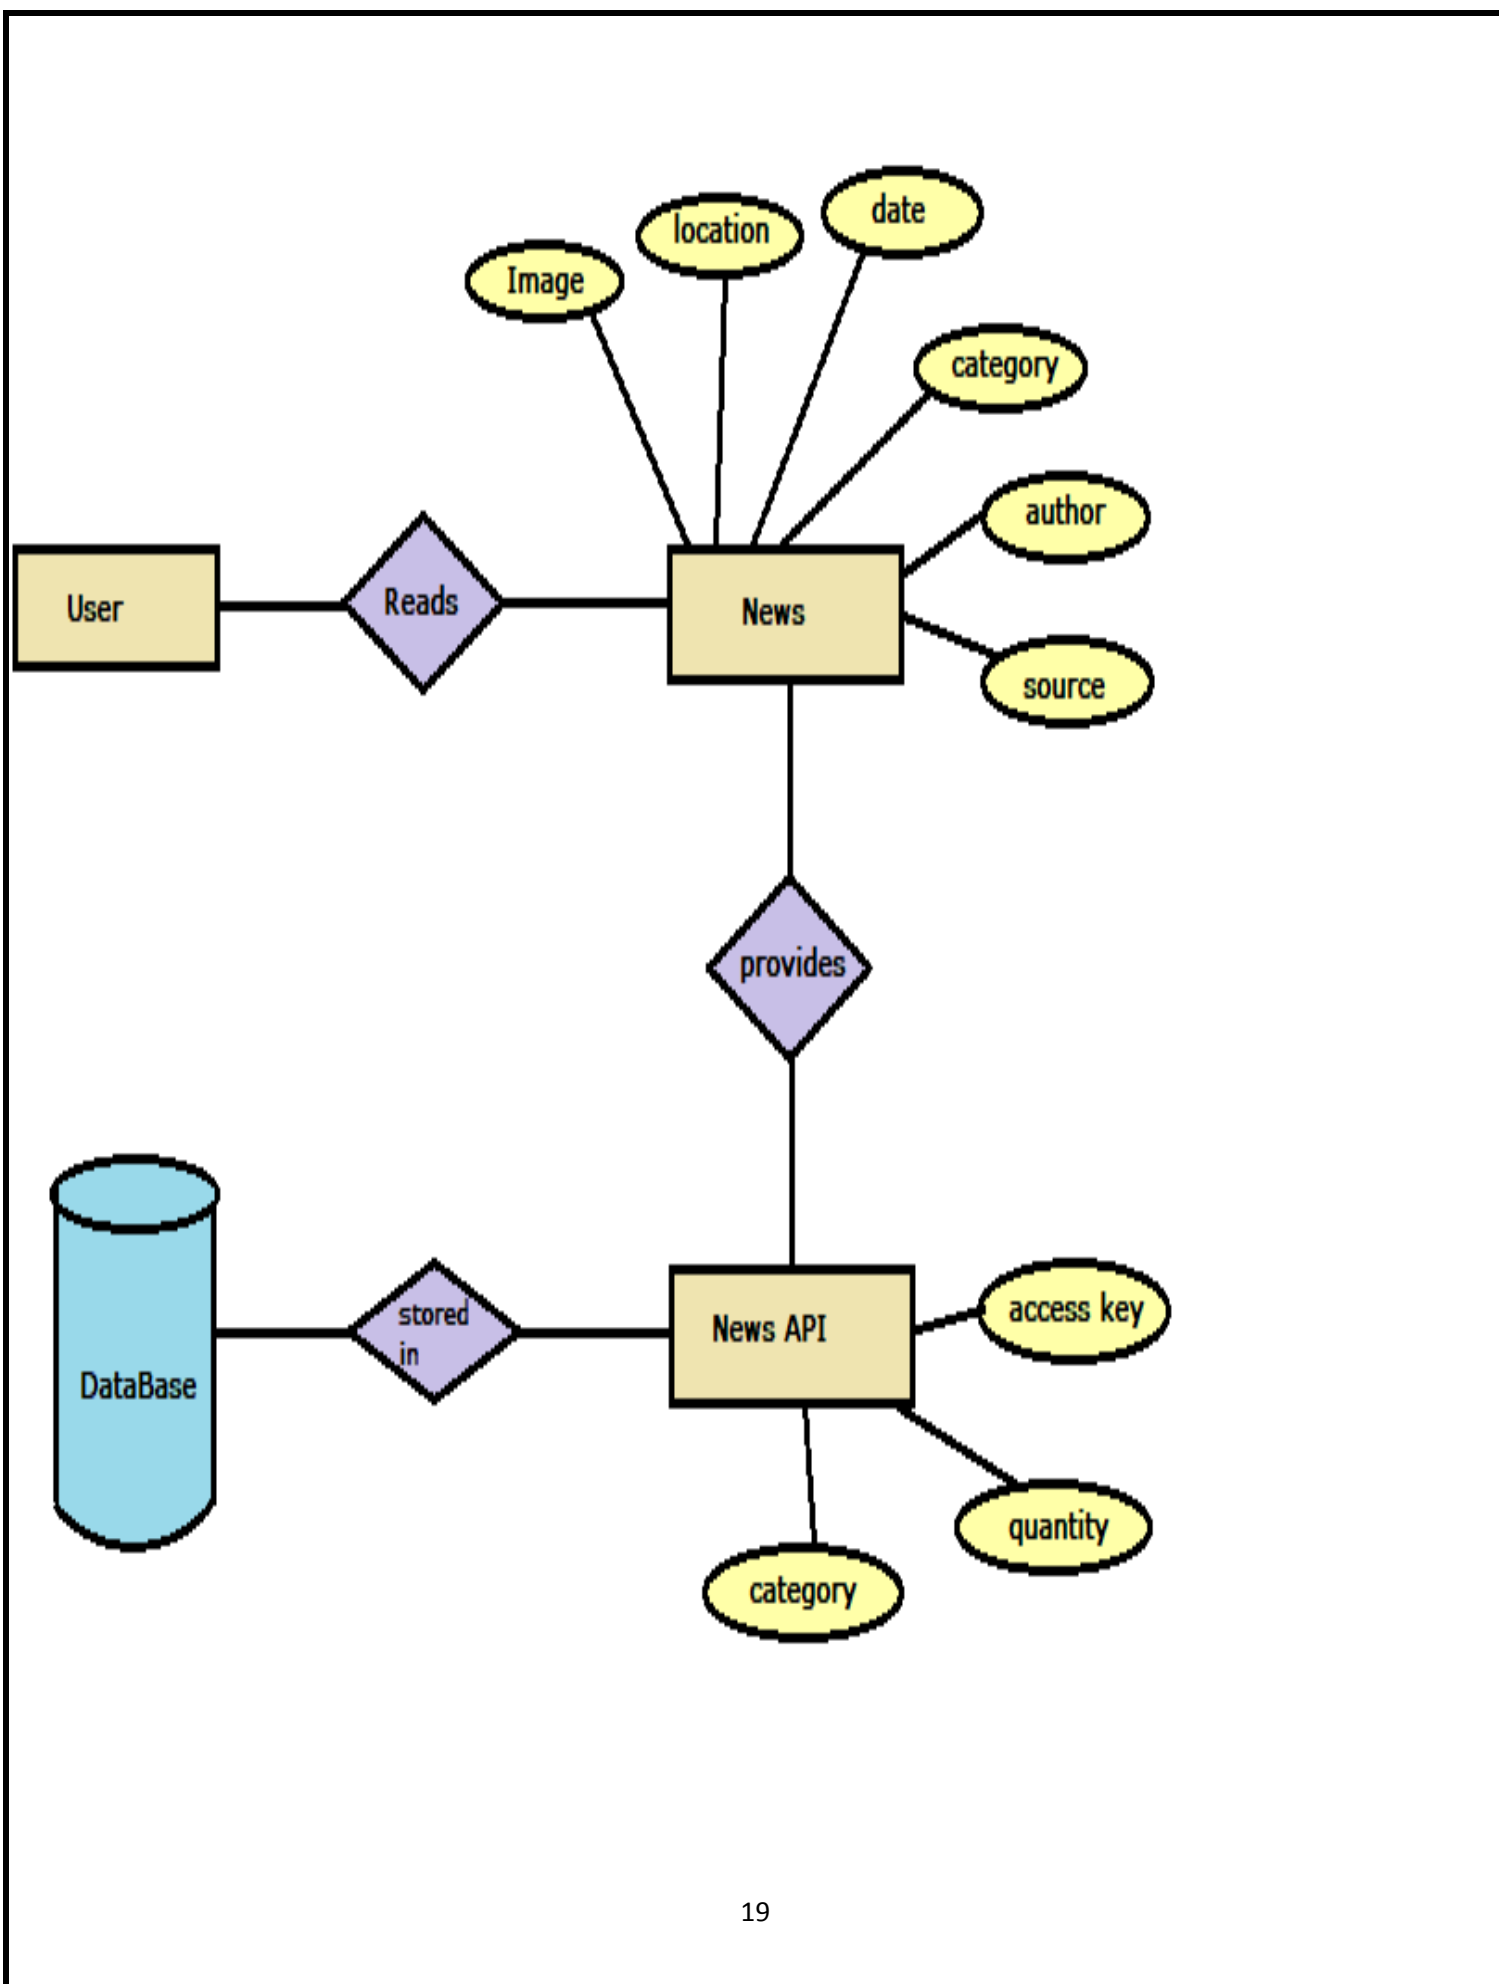 date
location
Image
category
author
User
Reads
News
source
provides
stored
in
News API
access key
DataBase
quantity
category
19